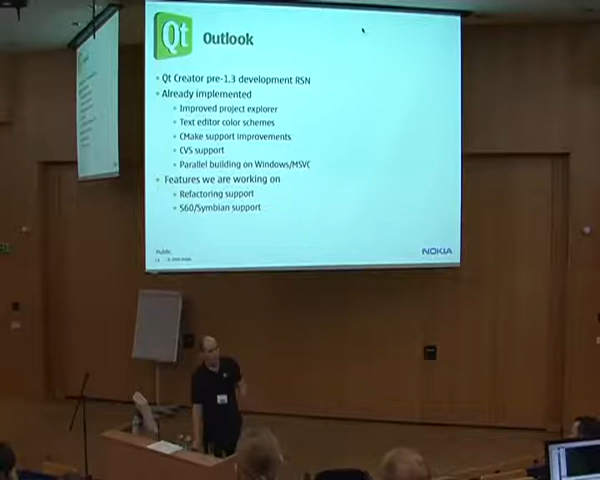 Qt
Outlook
Qt Creator pre-1.3 development RSN
Already implemented
Improved project explorer
Text editor color schemes
CMake support improvements
CVS support
Parallel building on Windows/MSVC
Features we are working on
Refactoring support
S60/Symbian support
Public
NOKIA